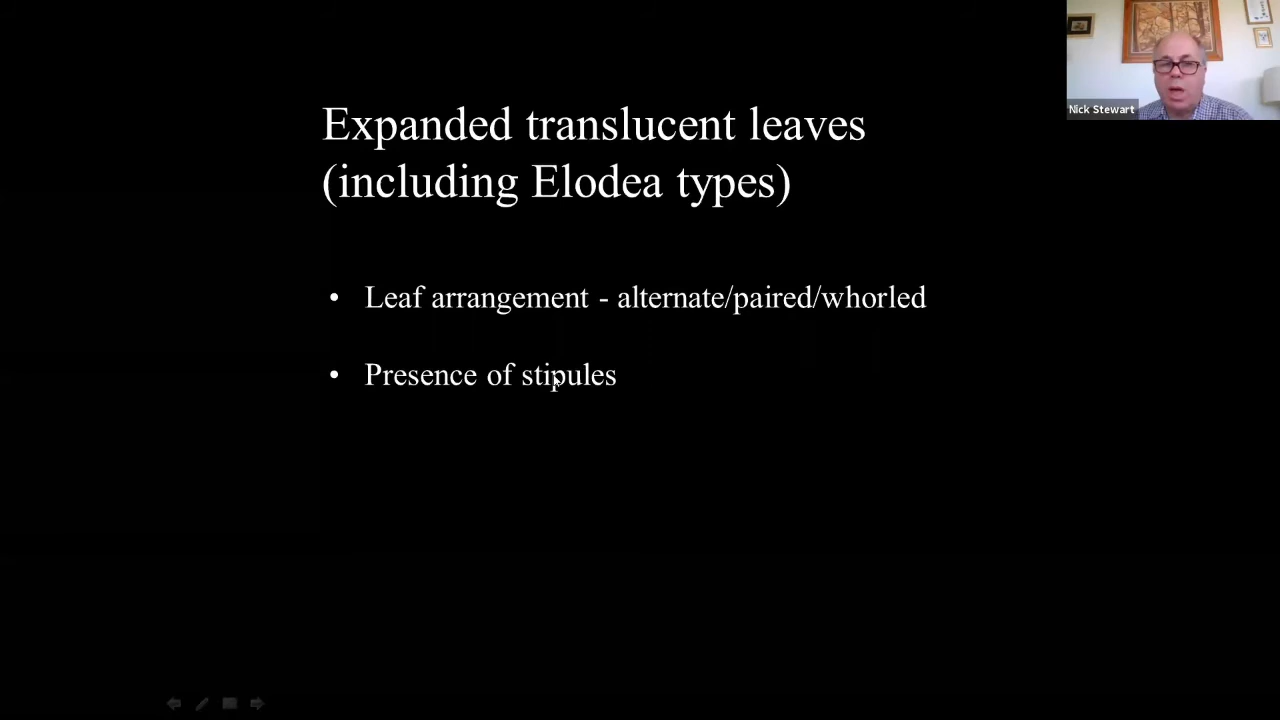 Nick Stewart
Expanded translucent leaves
(including Elodea types)
• Leaf arrangement - alternate/paired/whorled
• Presence of stipules